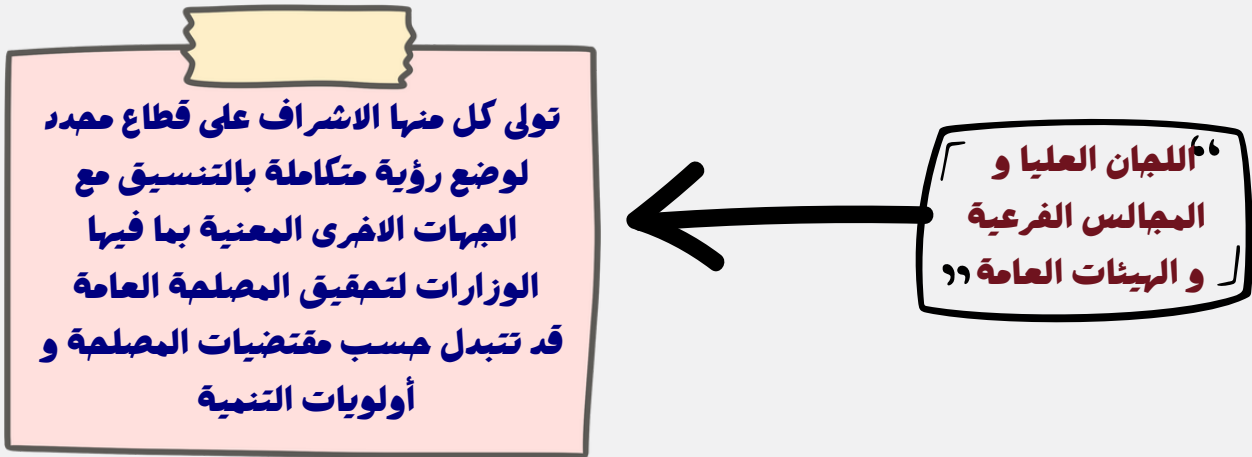 “اللجان العليا و
المجالس الفرعية
و الهيئات العامة”
تولى كل منها الاشراف على قطاع محدد
لوضع رؤية متكاملة بالتنسيق مع
الجهات الاخرى المعنية بما فيها
الوزارات لتحقيق المصلحة العامة
قد تتبدل حسب مقتضيات المصلحة و
أولويات التنمية